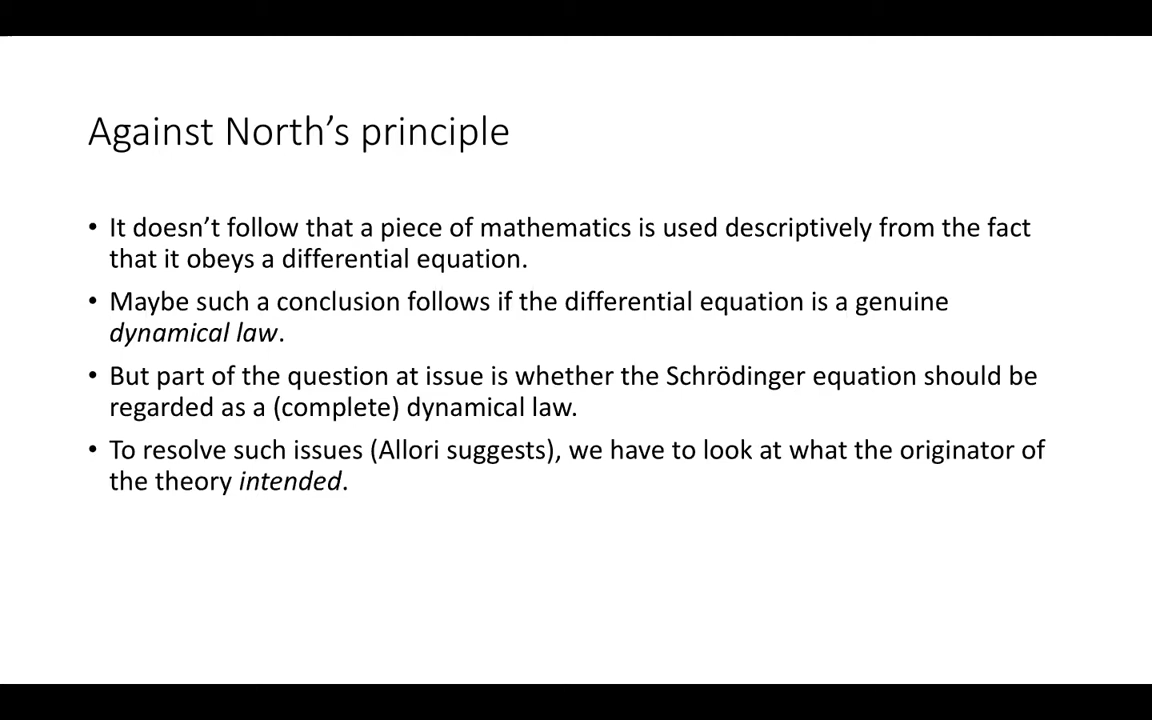 Against North’s principle
• It doesn’t follow that a piece of mathematics is used descriptively from the fact
that it obeys a differential equation.
• Maybe such a conclusion follows if the differential equation is a genuine
dynamical law.
• But part of the question at issue is whether the Schrödinger equation should be
regarded as a (complete) dynamical law.
• To resolve such issues (Allori suggests), we have to look at what the originator of
the theory intended.